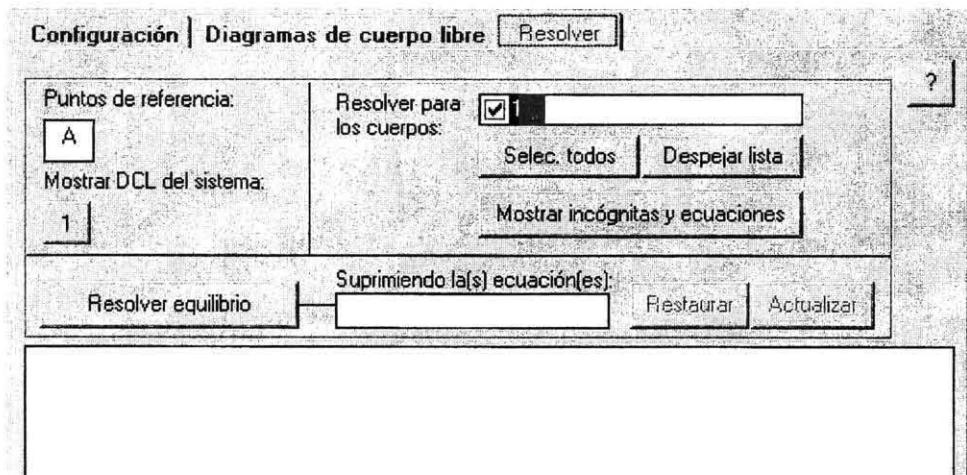 Configuración | Diagramas de cuerpo libre Resolver
?
Puntos de referencia:
A
Mostrar DCL del sistema:
1
Resolver para
los cuerpos:
1
Selec. todos Despejar lista
Mostrar incógnitas y ecuaciones
Resolver equilibrio
Suprimiendo la(s) ecuación(es):
Restaurar Actualizar